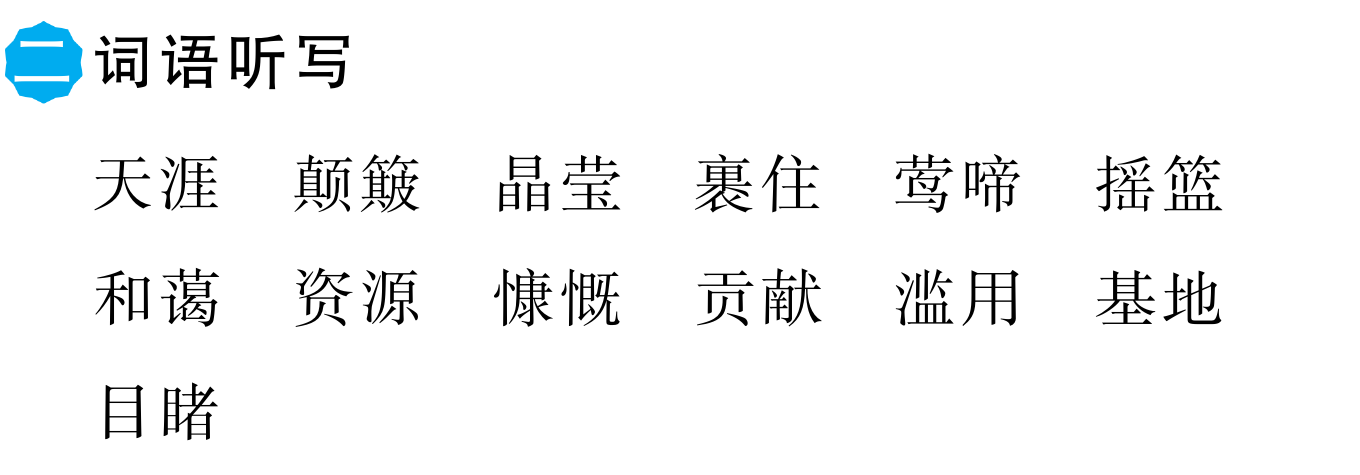 二 词语听写
天涯 颠簸 晶莹 裹住 莺啼 摇篮
和蔼 资源 慷慨 贡献 滥用 基地
目睹